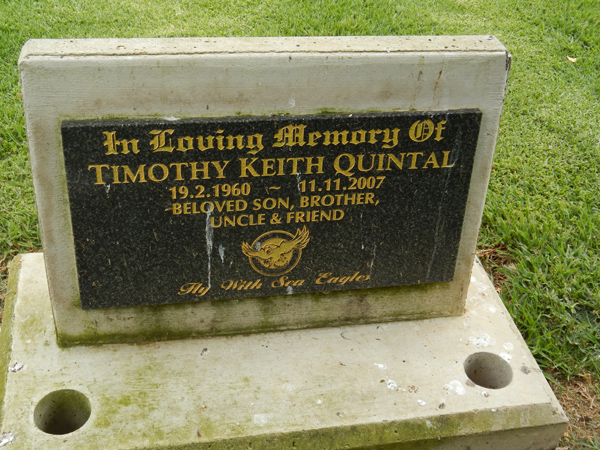 In Loving Memory Of
TIMOTHY KEITH QUINTAL
19.2.1960 ~ 11.11.2007
BELOVED SON, BROTHER,
UNCLE & FRIEND
Fly With Sea Eagles